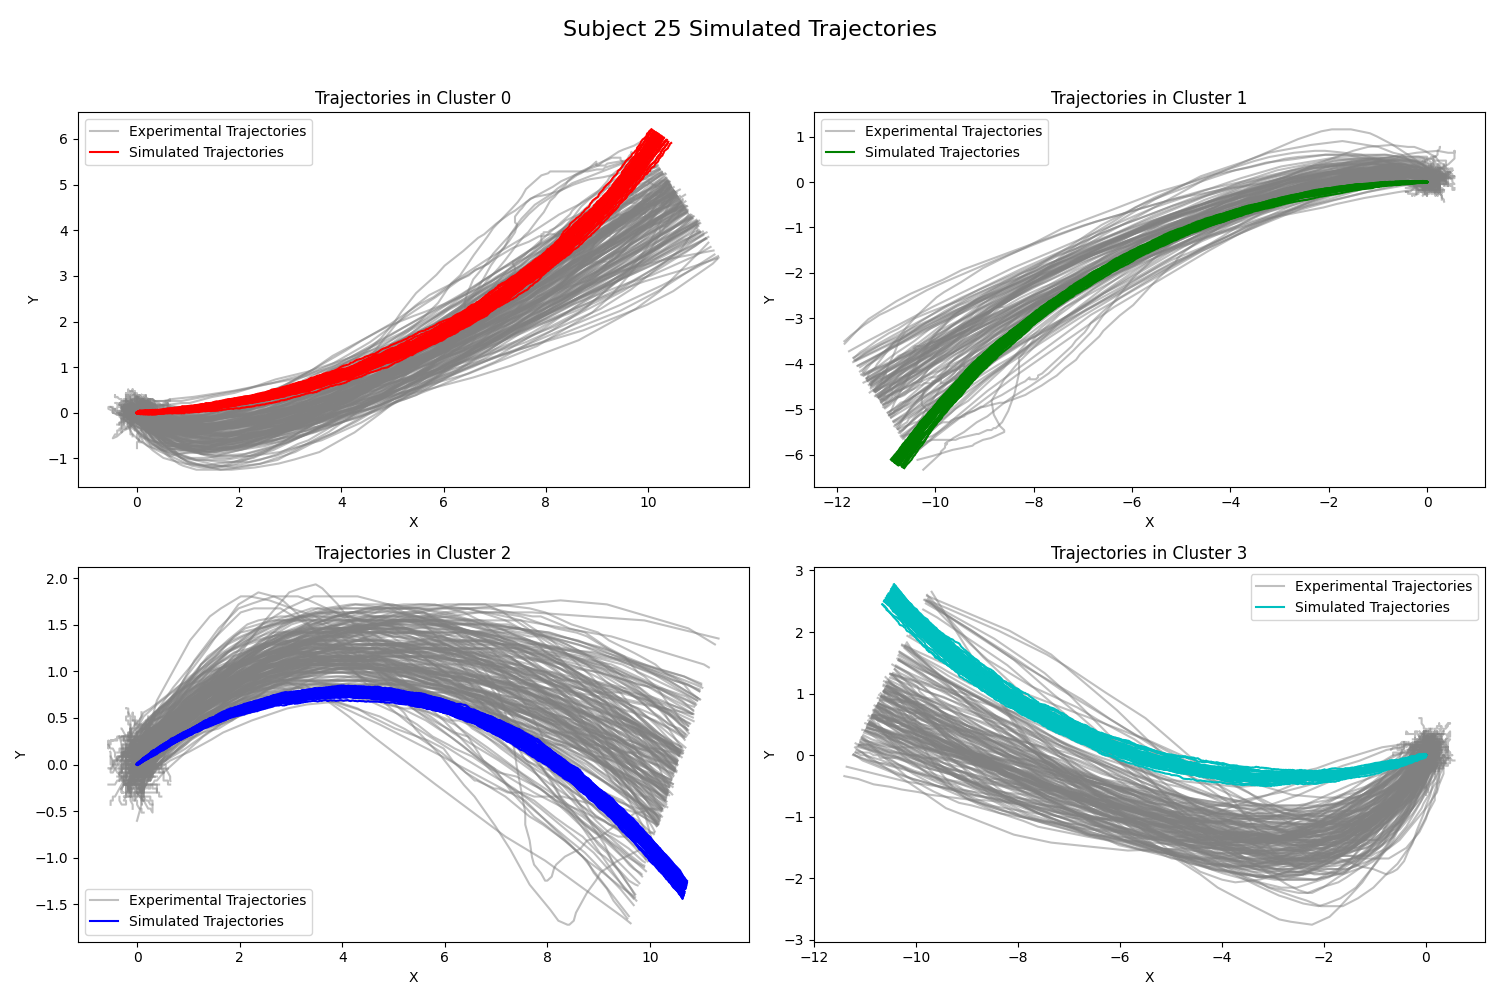 Subject 25 Simulated Trajectories
Trajectories in Cluster 0
Experimental Trajectories
Simulated Trajectories
6
5
4
3
2
1
0
−1
Y
0
2
4
6
8
10
X
Trajectories in Cluster 1
Experimental Trajectories
Simulated Trajectories
1
0
−1
−2
−3
−4
−5
−6
Y
−12
−10
−8
−6
−4
−2
0
X
Trajectories in Cluster 2
2.0
1.5
1.0
0.5
0.0
−0.5
−1.0
−1.5
Y
Experimental Trajectories
Simulated Trajectories
0
2
4
6
8
10
X
Trajectories in Cluster 3
Experimental Trajectories
Simulated Trajectories
3
2
1
0
−1
−2
−3
Y
−12
−10
−8
−6
−4
−2
0
X